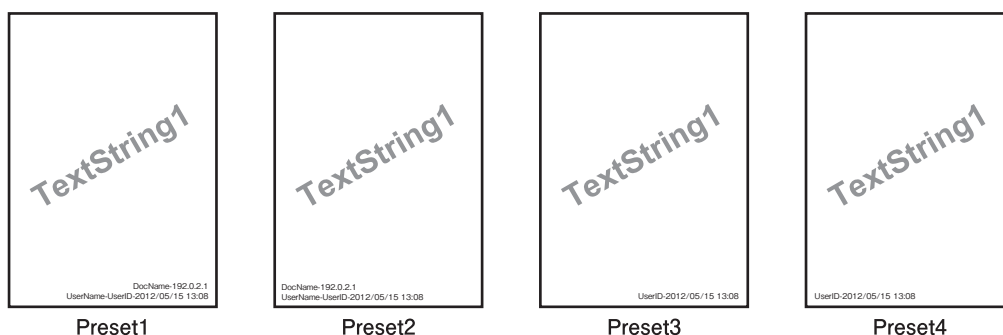 TextString1
DocName-192.0.2.1
UserName-UserID-2012/05/15 13:08
Preset1
TextString1
DocName-192.0.2.1
UserName-UserID-2012/05/15 13:08
Preset2
TextString1
UserID-2012/05/15 13:08
Preset3
TextString1
UserID-2012/05/15 13:08
Preset4